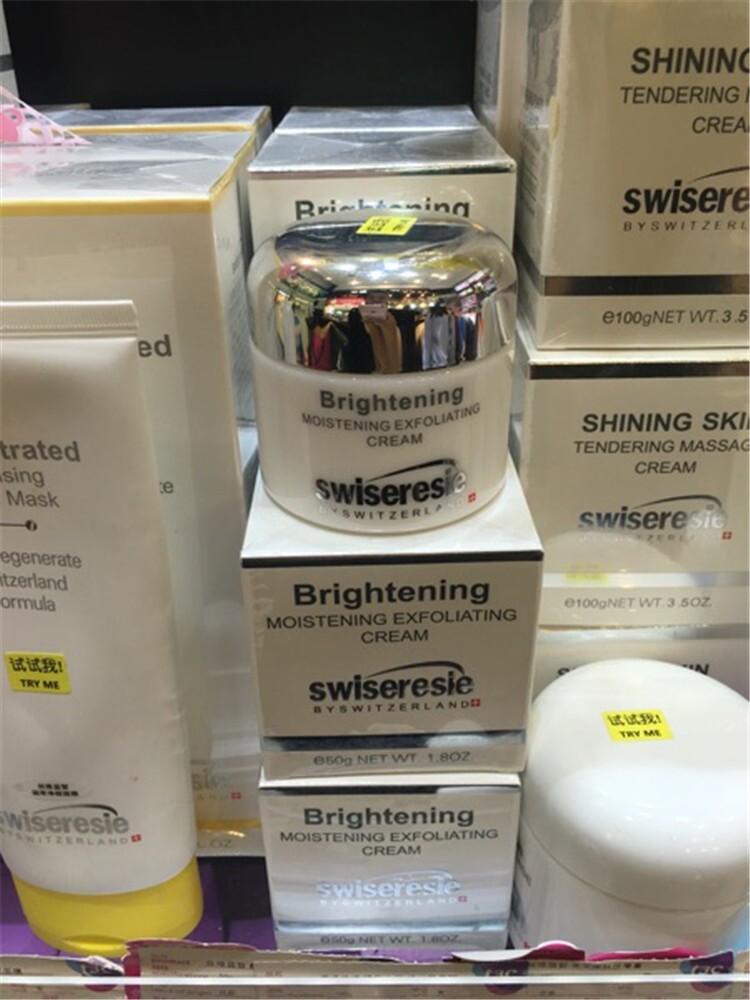 SHINING
TENDERING
CREA
swisere
BYSWITZERL
e100gNET WT. 3.5
Brightening
Brightening
MOISTENING EXFOLIATING
CREAM
swiseresie
BYSWITZERLAND
ed
te
trated
sing
Mask
egenerate
itzerland
ormula
试试我!
TRY ME
wiseresie
BYSWITZERLAND
SHINING SKI
TENDERING MASSAG
CREAM
swiseresie
BYSWITZERLAND
e100gNET WT. 3.5OZ
Brightening
MOISTENING EXFOLIATING
CREAM
swiseresie
BYSWITZERLAND
e50g NET WT. 1.8OZ
试试我!
TRY ME
Brightening
MOISTENING EXFOLIATING
CREAM
swiseresie
BYSWITZERLAND
e50g NET WT. 1.8OZ